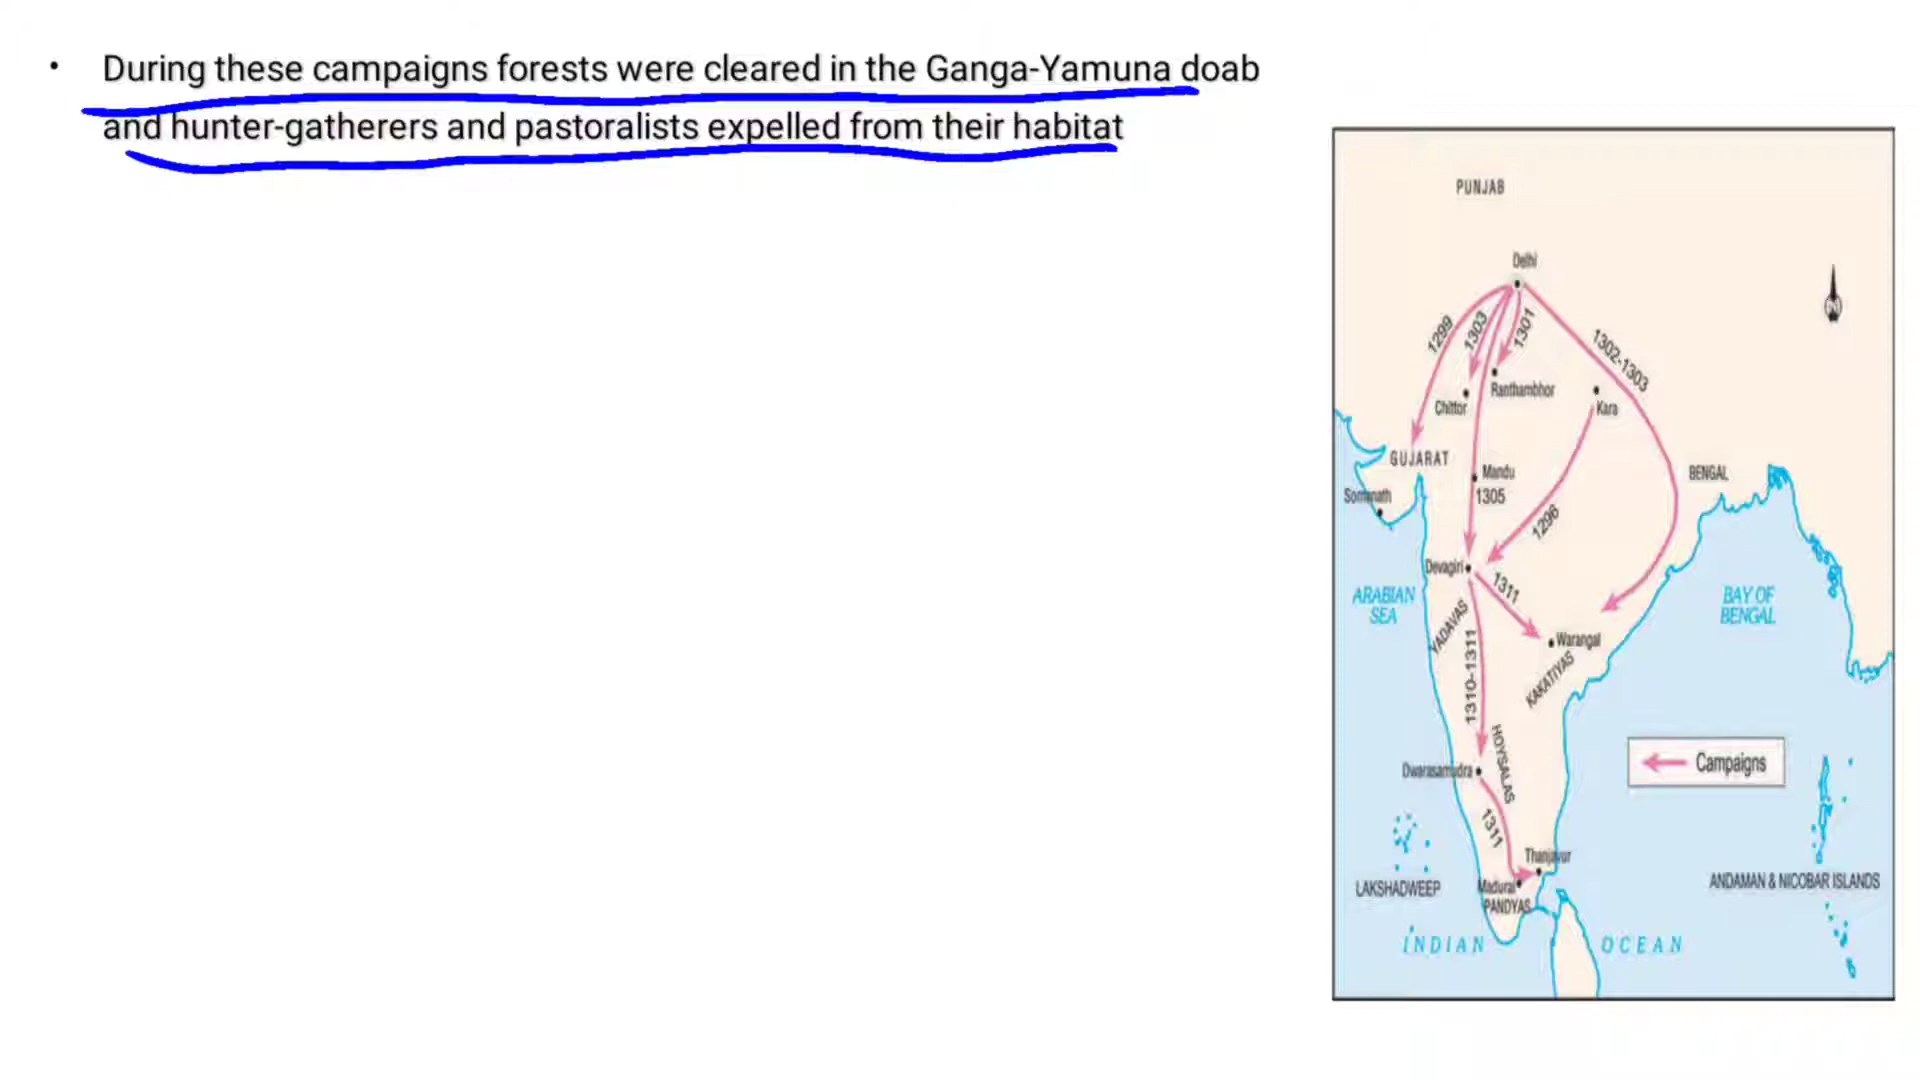 • During these campaigns forests were cleared in the Ganga-Yamuna doab
and hunter-gatherers and pastoralists expelled from their habitat
PUNJAB
Delhi
1299
1303
1301
1302-1303
Ranthambhor
Chittor
Kara
GUJARAT
Mandu
1305
BENGAL
Somnath
1296
Devagiri
1311
ARABIAN
SEA
BAY OF
BENGAL
YADAVAS
Warangal
KAKATIYAS
1310-1311
HOYSALAS
Dwarasamudra
Campaigns
1311
Thanjavur
Madurai
PANDYAS
LAKSHADWEEP
ANDAMAN & NICOBAR ISLANDS
INDIAN OCEAN